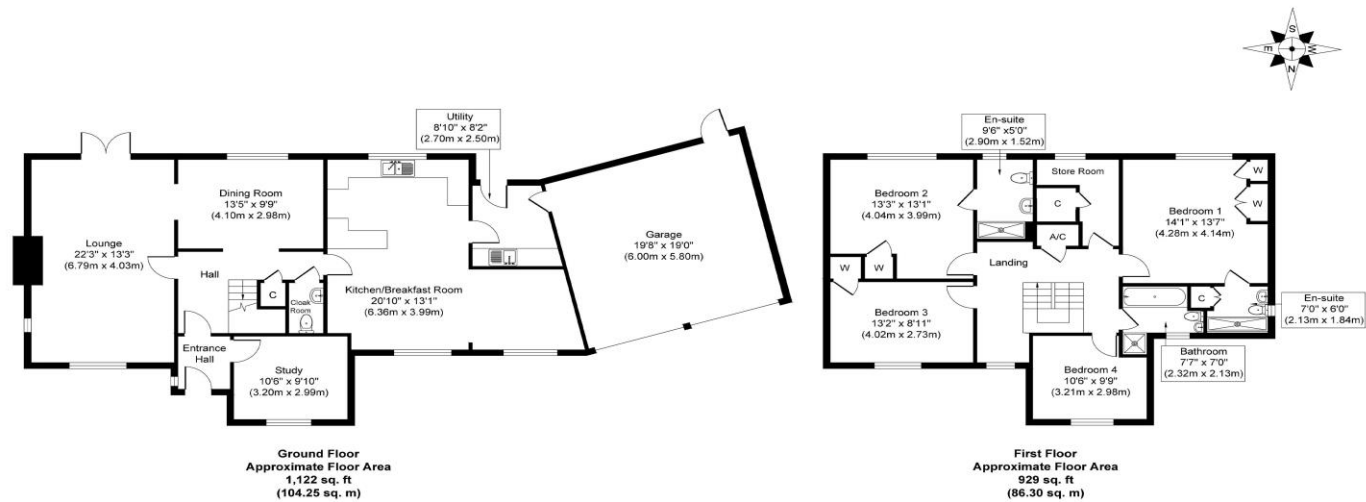 S
E
W
N
Utility
8'10" x 8'2"
(2.70m x 2.50m)
Dining Room
13'5" x 9'9"
(4.10m x 2.98m)
Lounge
22'3" x 13'3"
(6.79m x 4.03m)
Hall
C
Cloak
Room
Kitchen/Breakfast Room
20'10" x 13'1"
(6.36m x 3.99m)
Garage
19'8" x 19'0"
(6.00m x 5.80m)
Entrance
Hall
Study
10'6" x 9'10"
(3.20m x 2.99m)
Ground Floor
Approximate Floor Area
1,122 sq. ft
(104.25 sq. m)
En-suite
9'6" x5'0"
(2.90m x 1.52m)
Store Room
Bedroom 2
13'3" x 13'1"
(4.04m x 3.99m)
C
A/C
W
W
Bedroom 1
14'1" x 13'7"
(4.28m x 4.14m)
Landing
W
W
C
Bedroom 3
13'2" x 8'11"
(4.02m x 2.73m)
En-suite
7'0" x 6'0"
(2.13m x 1.84m)
Bathroom
7'7" x 7'0"
(2.32m x 2.13m)
Bedroom 4
10'6" x 9'9"
(3.21m x 2.98m)
First Floor
Approximate Floor Area
929 sq. ft
(86.30 sq. m)